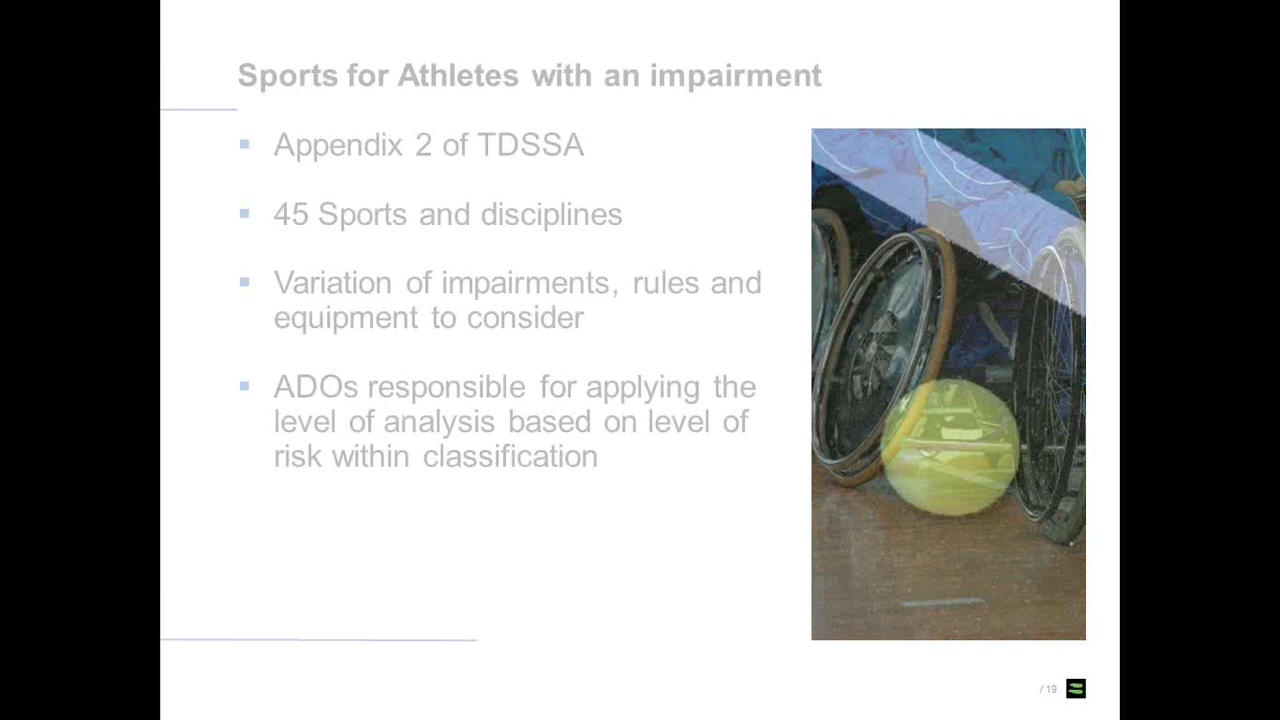 Sports for Athletes with an impairment
Appendix 2 of TDSSA
45 Sports and disciplines
Variation of impairments, rules and
equipment to consider
ADOs responsible for applying the
level of analysis based on level of
risk within classification
/ 19